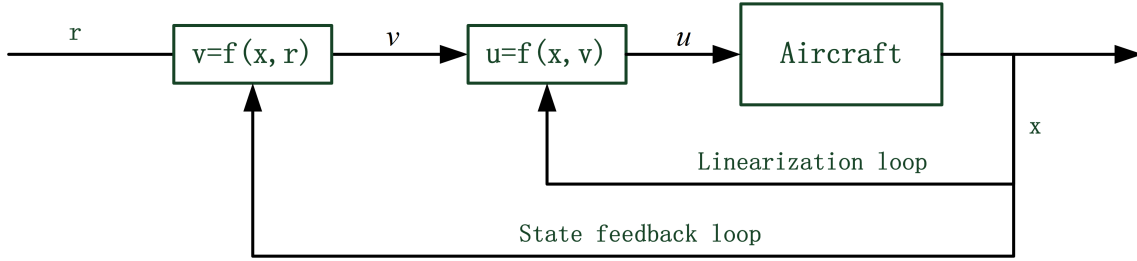 r
v=f(x,r)
v
u=f(x,v)
u
Aircraft
x
Linearization loop
State feedback loop